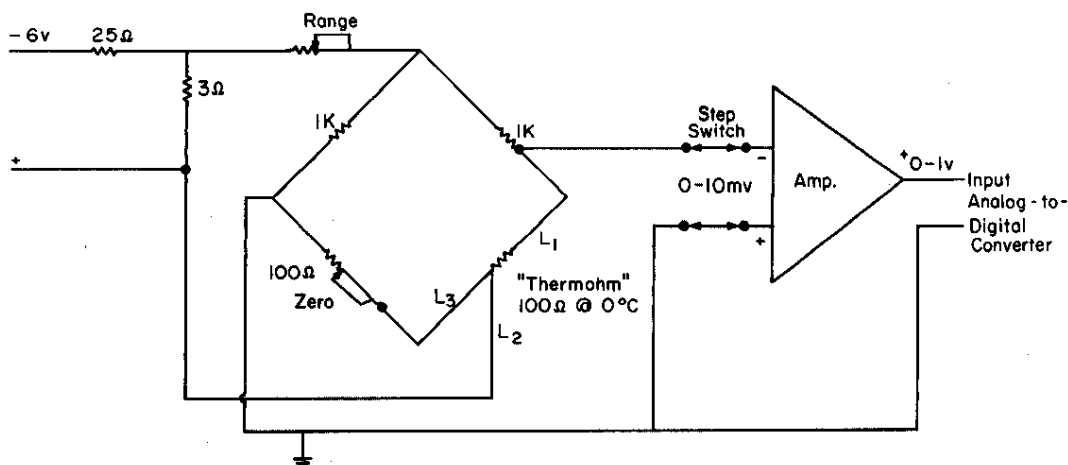 Range
-6v
25Ω
3Ω
1K
1K
Step
Switch
-
+
0-10mv
Amp.
+
+0-1v
Input
Analog-to-
Digital
Converter
L1
100Ω
Zero
L3
L2
"Thermohm"
100Ω @ 0°C